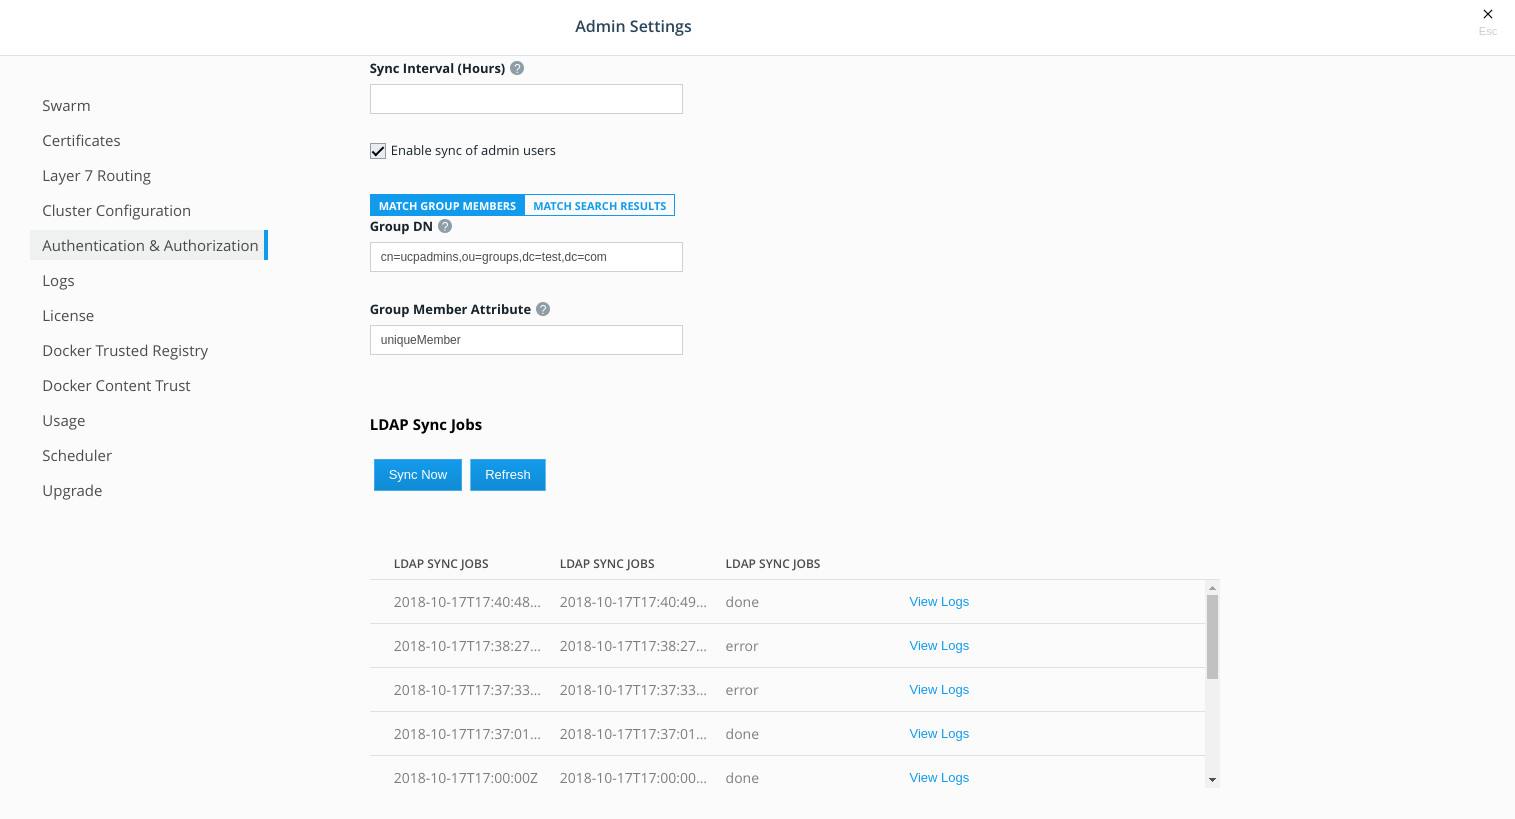 Admin Settings
Esc
Swarm
Certificates
Layer 7 Routing
Cluster Configuration
Authentication & Authorization
Logs
License
Docker Trusted Registry
Docker Content Trust
Usage
Scheduler
Upgrade
Sync Interval (Hours) ?
Enable sync of admin users
MATCH GROUP MEMBERS MATCH SEARCH RESULTS
Group DN ?
cn=ucpadmins,ou=groups,dc=test,dc=com
Group Member Attribute ?
uniqueMember
LDAP Sync Jobs
Sync Now Refresh
LDAP SYNC JOBS LDAP SYNC JOBS LDAP SYNC JOBS
2018-10-17T17:40:48... 2018-10-17T17:40:49... done View Logs
2018-10-17T17:38:27... 2018-10-17T17:38:27... error View Logs
2018-10-17T17:37:33... 2018-10-17T17:37:33... error View Logs
2018-10-17T17:37:01... 2018-10-17T17:37:01... done View Logs
2018-10-17T17:00:00Z 2018-10-17T17:00:00... done View Logs